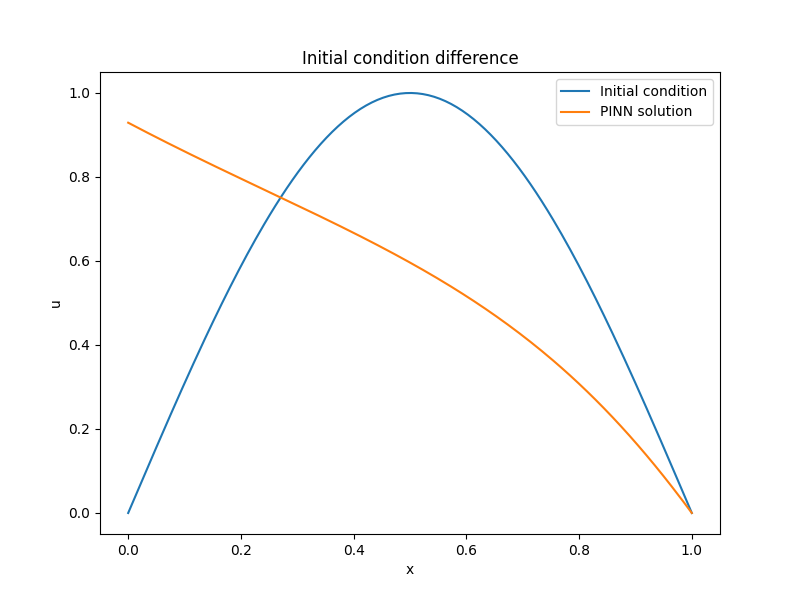 Initial condition difference
Initial condition
PINN solution
1.0
0.8
0.6
0.4
0.2
0.0
u
0.0 0.2 0.4 0.6 0.8 1.0
x